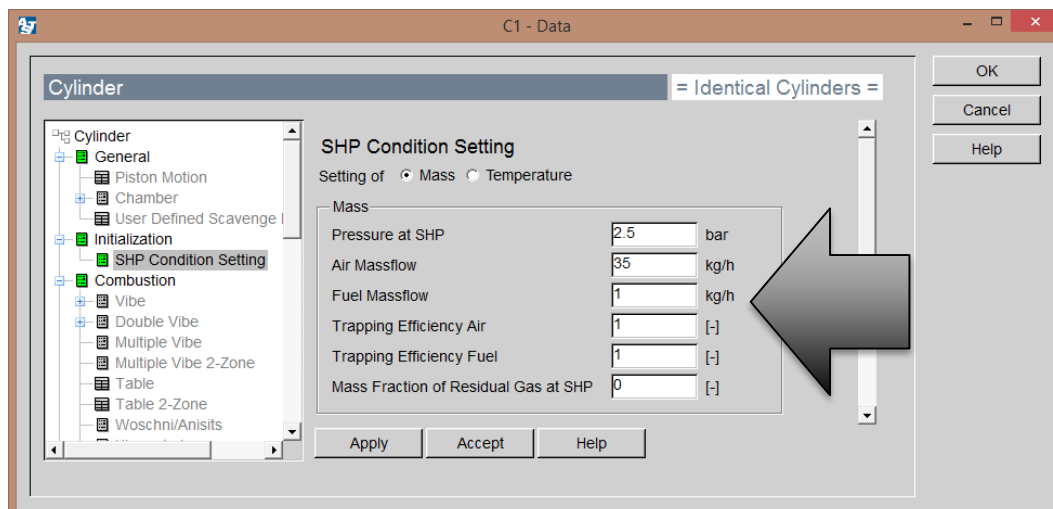 C1 - Data
Cylinder
= Identical Cylinders =
OK
Cancel
Help
Cylinder
General
Piston Motion
Chamber
User Defined Scavenge
Initialization
SHP Condition Setting
Combustion
Vibe
Double Vibe
Multiple Vibe
Multiple Vibe 2-Zone
Table
Table 2-Zone
Woschni/Anisits
SHP Condition Setting
Setting of Mass Temperature
Mass
Pressure at SHP 2.5 bar
Air Massflow 35 kg/h
Fuel Massflow 1 kg/h
Trapping Efficiency Air 1 [-]
Trapping Efficiency Fuel 1 [-]
Mass Fraction of Residual Gas at SHP 0 [-]
Apply Accept Help